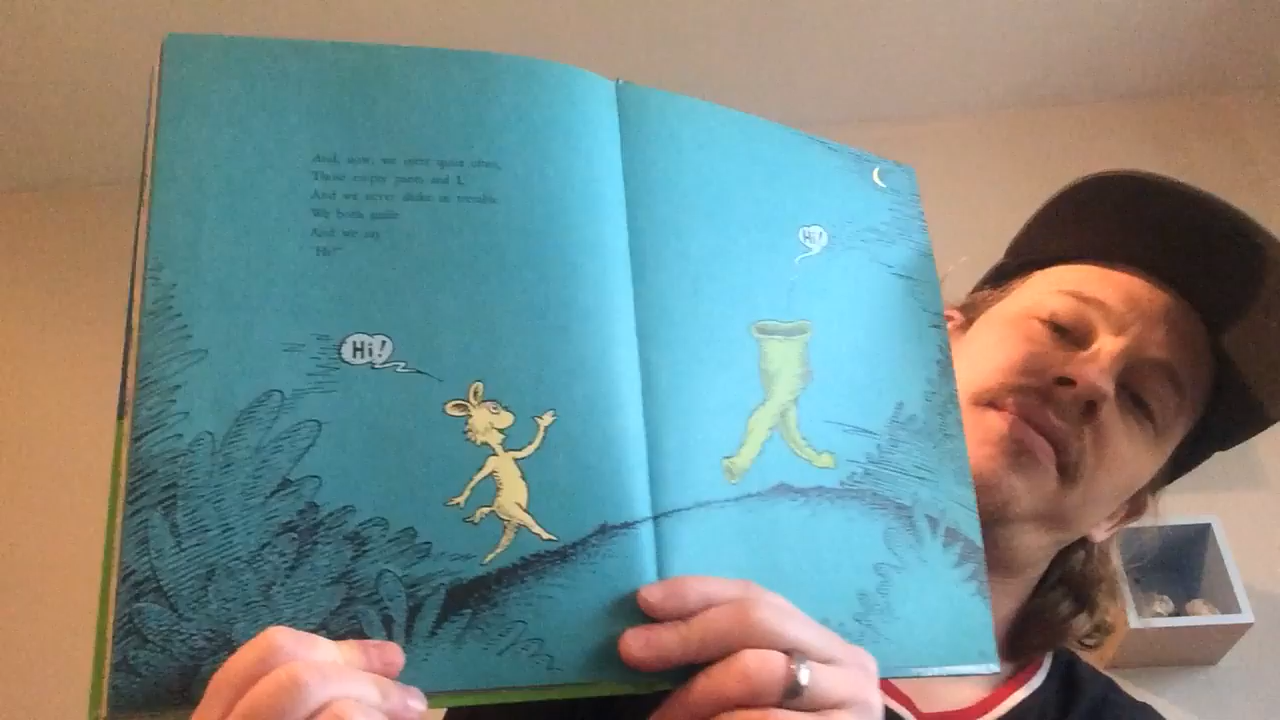 And, now, we meet quite often,
Those empty pants and I,
And we never shake or tremble.
We both smile
And we say
"Hi!"
Hi!
Hi!